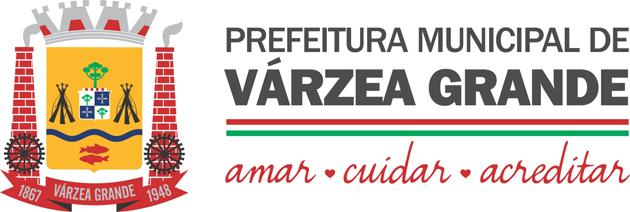 PREFEITURA MUNICIPAL DE
VÁRZEA GRANDE
amar • cuidar • acreditar
1867 VÁRZEA GRANDE 1948